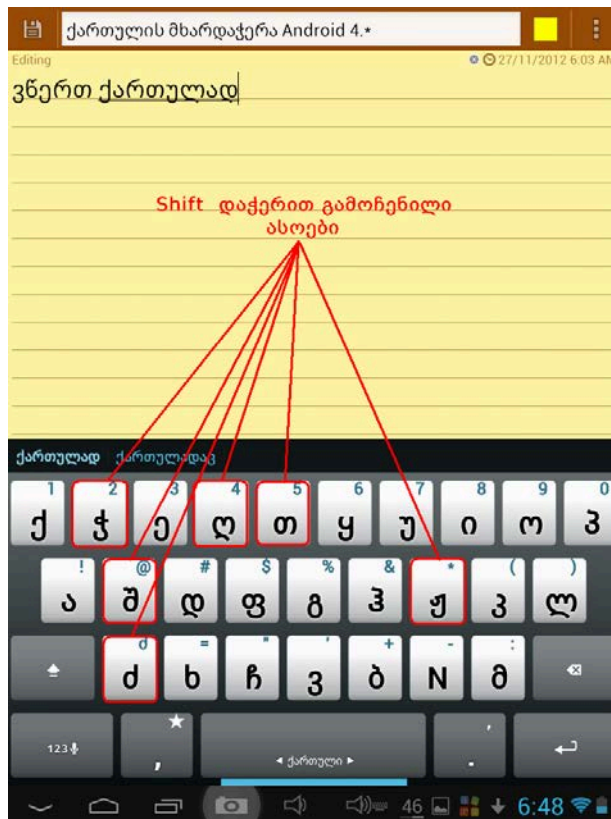 ქართულის მხარდაჭერა Android 4.*
Editing
27/11/2012 6:03 AM
ვწერთ ქართულად
Shift დაჭერით გამოჩენილი
ასოები
ქართულად ქართულადაც
1 2 3 4 5 6 7 8 9 0
ქ ჭ ე ღ თ ყ უ ი ო პ
! @ # $ % & * ( )
ა შ დ ფ გ ჰ ჟ კ ლ
= " ' + - :
ძ ხ ჩ ვ ბ N მ
123 , ქართული .
46 6:48